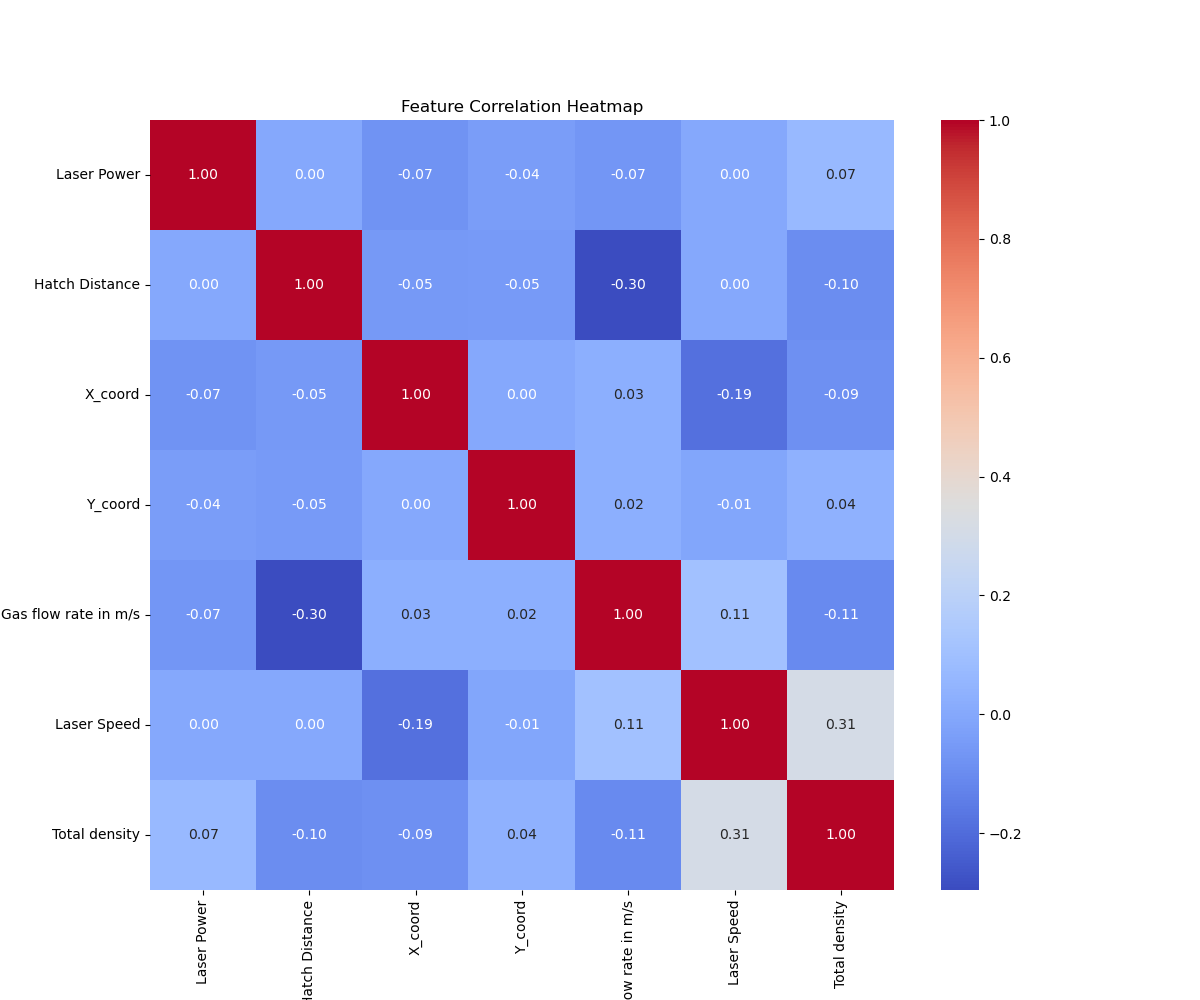 Feature Correlation Heatmap
Laser Power 1.00 0.00 -0.07 -0.04 -0.07 0.00 0.07
Hatch Distance 0.00 1.00 -0.05 -0.05 -0.30 0.00 -0.10
X_coord -0.07 -0.05 1.00 0.00 0.03 -0.19 -0.09
Y_coord -0.04 -0.05 0.00 1.00 0.02 -0.01 0.04
Gas flow rate in m/s -0.07 -0.30 0.03 0.02 1.00 0.11 -0.11
Laser Speed 0.00 0.00 -0.19 -0.01 0.11 1.00 0.31
Total density 0.07 -0.10 -0.09 0.04 -0.11 0.31 1.00
Laser Power
Hatch Distance
X_coord
Y_coord
ow rate in m/s
Laser Speed
Total density
1.0
0.8
0.6
0.4
0.2
0.0
−0.2